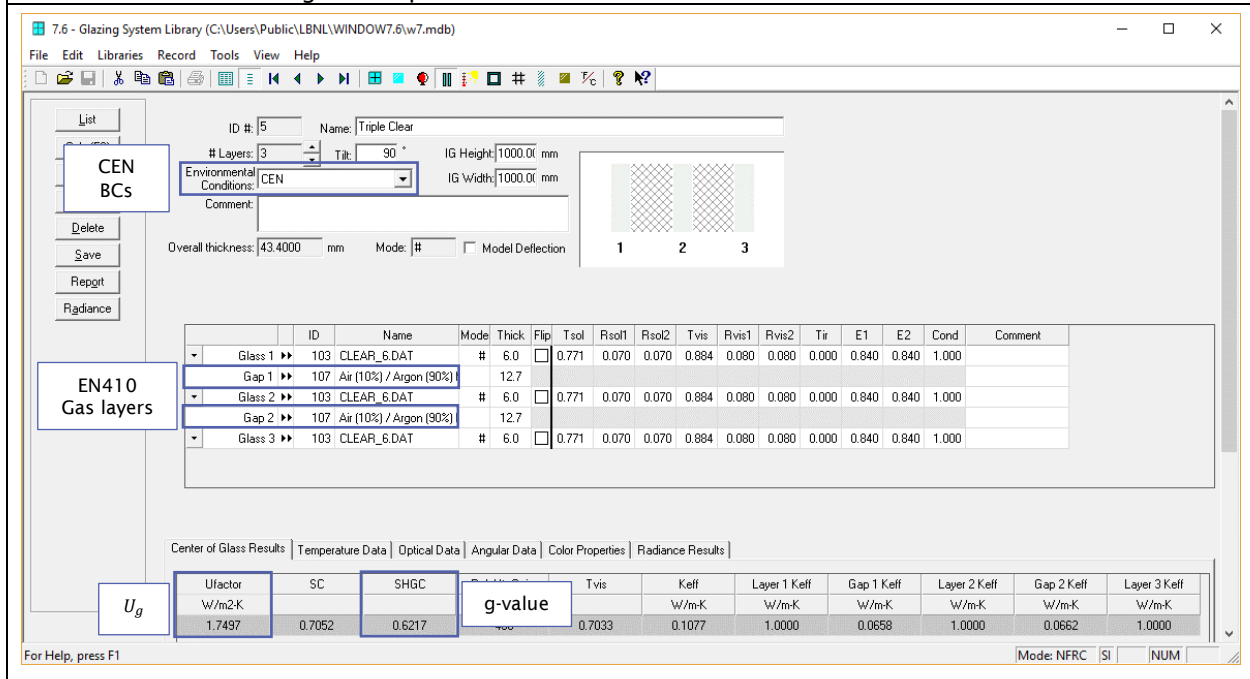 7.6 - Glazing System Library (C:\Users\Public\LBNL\WINDOW7.6\w7.mdb)
File Edit Libraries Record Tools View Help
List
ID #: 5 Name: Triple Clear
# Layers: 3 Tilt: 90 ° IG Height: 1000.0 mm
Environmental Conditions: CEN IG Width: 1000.0 mm
CEN
BCs
Comment:
Delete
Save
Overall thickness: 43.4000 mm Mode: # Model Deflection
1 2 3
Report
Radiance
ID Name Mode Thick Flip Tsol Rsol1 Rsol2 Tvis Rvis1 Rvis2 Tir E1 E2 Cond Comment
Glass 1 103 CLEAR_6.DAT # 6.0 0.771 0.070 0.070 0.884 0.080 0.080 0.000 0.840 0.840 1.000
Gap 1 107 Air (10%) / Argon (90%) 12.7
Glass 2 103 CLEAR_6.DAT # 6.0 0.771 0.070 0.070 0.884 0.080 0.080 0.000 0.840 0.840 1.000
Gap 2 107 Air (10%) / Argon (90%) 12.7
Glass 3 103 CLEAR_6.DAT # 6.0 0.771 0.070 0.070 0.884 0.080 0.080 0.000 0.840 0.840 1.000
EN410
Gas layers
Center of Glass Results Temperature Data Optical Data Angular Data Color Properties Radiance Results
Ufactor SC SHGC Tvis Keff Layer 1 Keff Gap 1 Keff Layer 2 Keff Gap 2 Keff Layer 3 Keff
W/m2-K W/m-K W/m-K W/m-K W/m-K W/m-K W/m-K
1.7497 0.7052 0.6217 0.7033 0.1077 1.0000 0.0658 1.0000 0.0662 1.0000
Ug
g-value
For Help, press F1 Mode: NFRC SI NUM